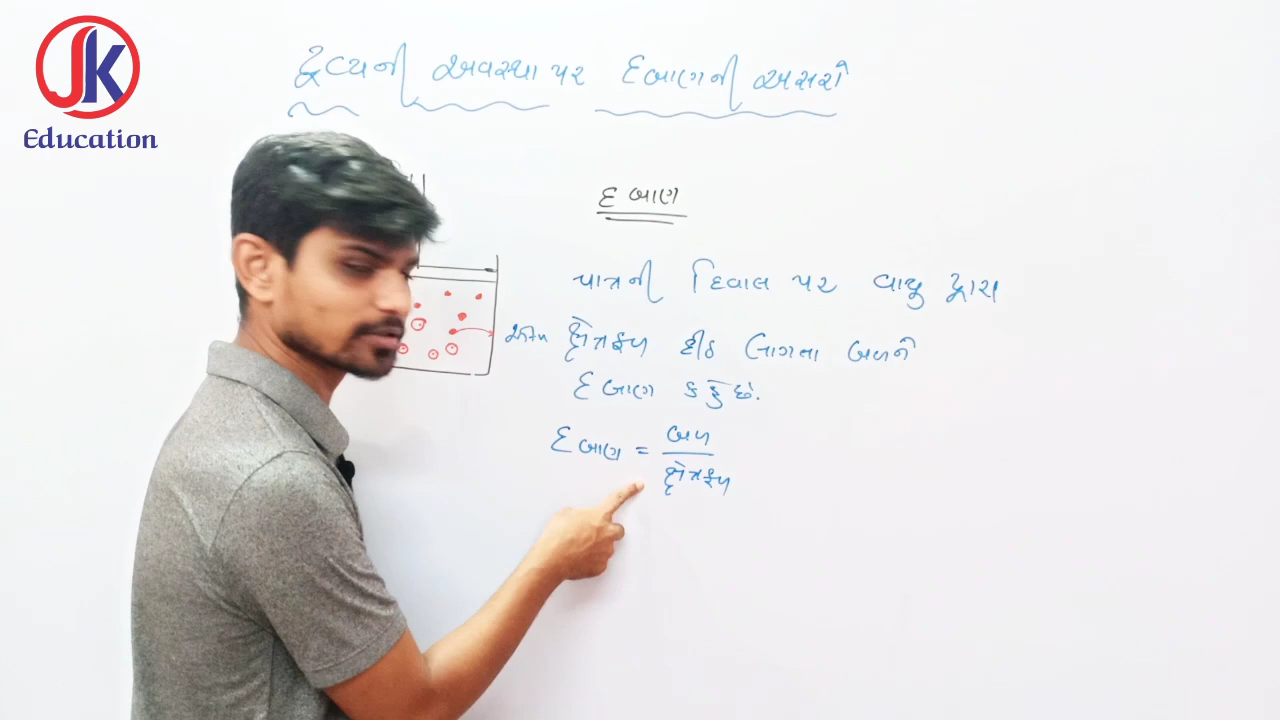 JK
Education
દ્રવ્યની અવસ્થા પર દબાણની અસરો
દબાણ
પાત્રની દિવાલ પર વાયુ દ્વારા
એકમ ક્ષેત્રફળ દીઠ લાગતા બળને
દબાણ કહે છે.
દબાણ = બળ / ક્ષેત્રફળ